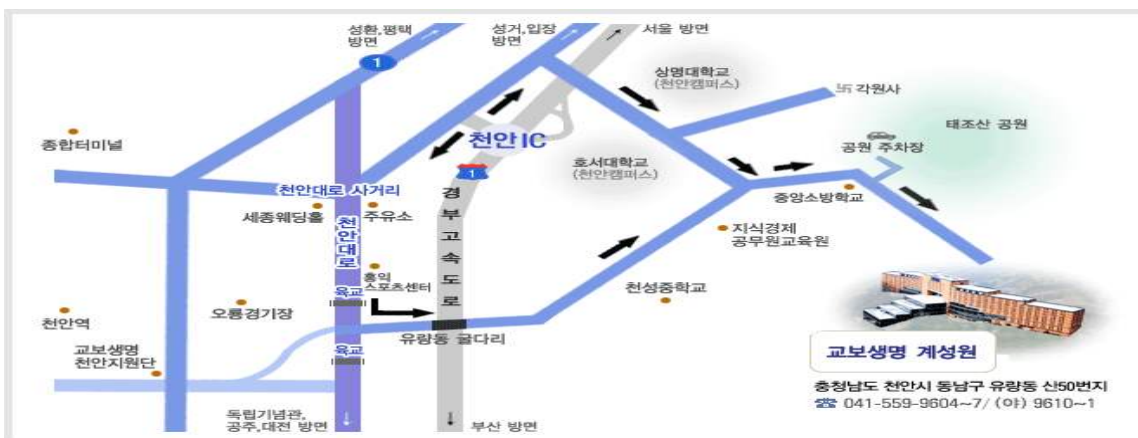 성환,평택
방면
성거,입장
방면
서울 방면
1
상명대학교
(천안캠퍼스)
卍 각원사
태조산 공원
종합터미널
천안IC
공원 주차장
호서대학교
(천안캠퍼스)
1
천안대로 사거리
중앙소방학교
세종웨딩홀
주유소
천안대로
경부고속도로
지식경제
공무원교육원
홍익
스포츠센터
육교
천성중학교
오룡경기장
천안역
유량동 굴다리
교보생명
천안지원단
육교
교보생명 계성원
충청남도 천안시 동남구 유량동 산50번지
☎ 041-559-9604~7/ (야) 9610~1
독립기념관,
공주,대전 방면
부산 방면